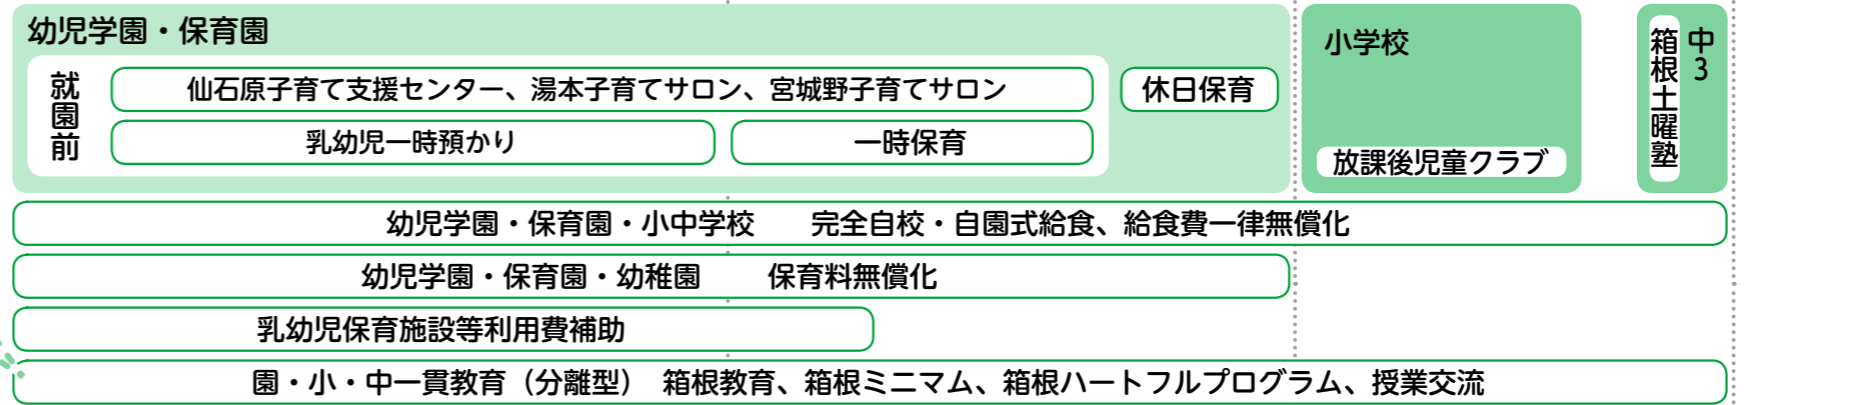 幼児学園・保育園
就園前
仙石原子育て支援センター、湯本子育てサロン、宮城野子育てサロン
乳幼児一時預かり
一時保育
休日保育
小学校
放課後児童クラブ
中3
箱根土曜塾
幼児学園・保育園・小中学校　　完全自校・自園式給食、給食費一律無償化
幼児学園・保育園・幼稚園　　保育料無償化
乳幼児保育施設等利用費補助
園・小・中一貫教育（分離型）　箱根教育、箱根ミニマム、箱根ハートフルプログラム、授業交流